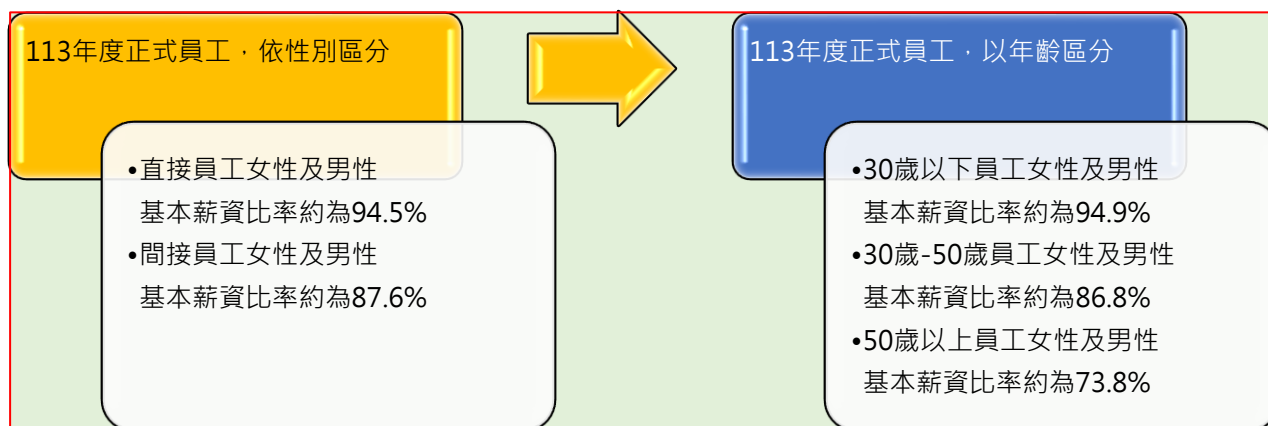 113年度正式員工，依性別區分
•直接員工女性及男性
基本薪資比率約為94.5%
•間接員工女性及男性
基本薪資比率約為87.6%
113年度正式員工，以年齡區分
•30歲以下員工女性及男性
基本薪資比率約為94.9%
•30歲-50歲員工女性及男性
基本薪資比率約為86.8%
•50歲以上員工女性及男性
基本薪資比率約為73.8%